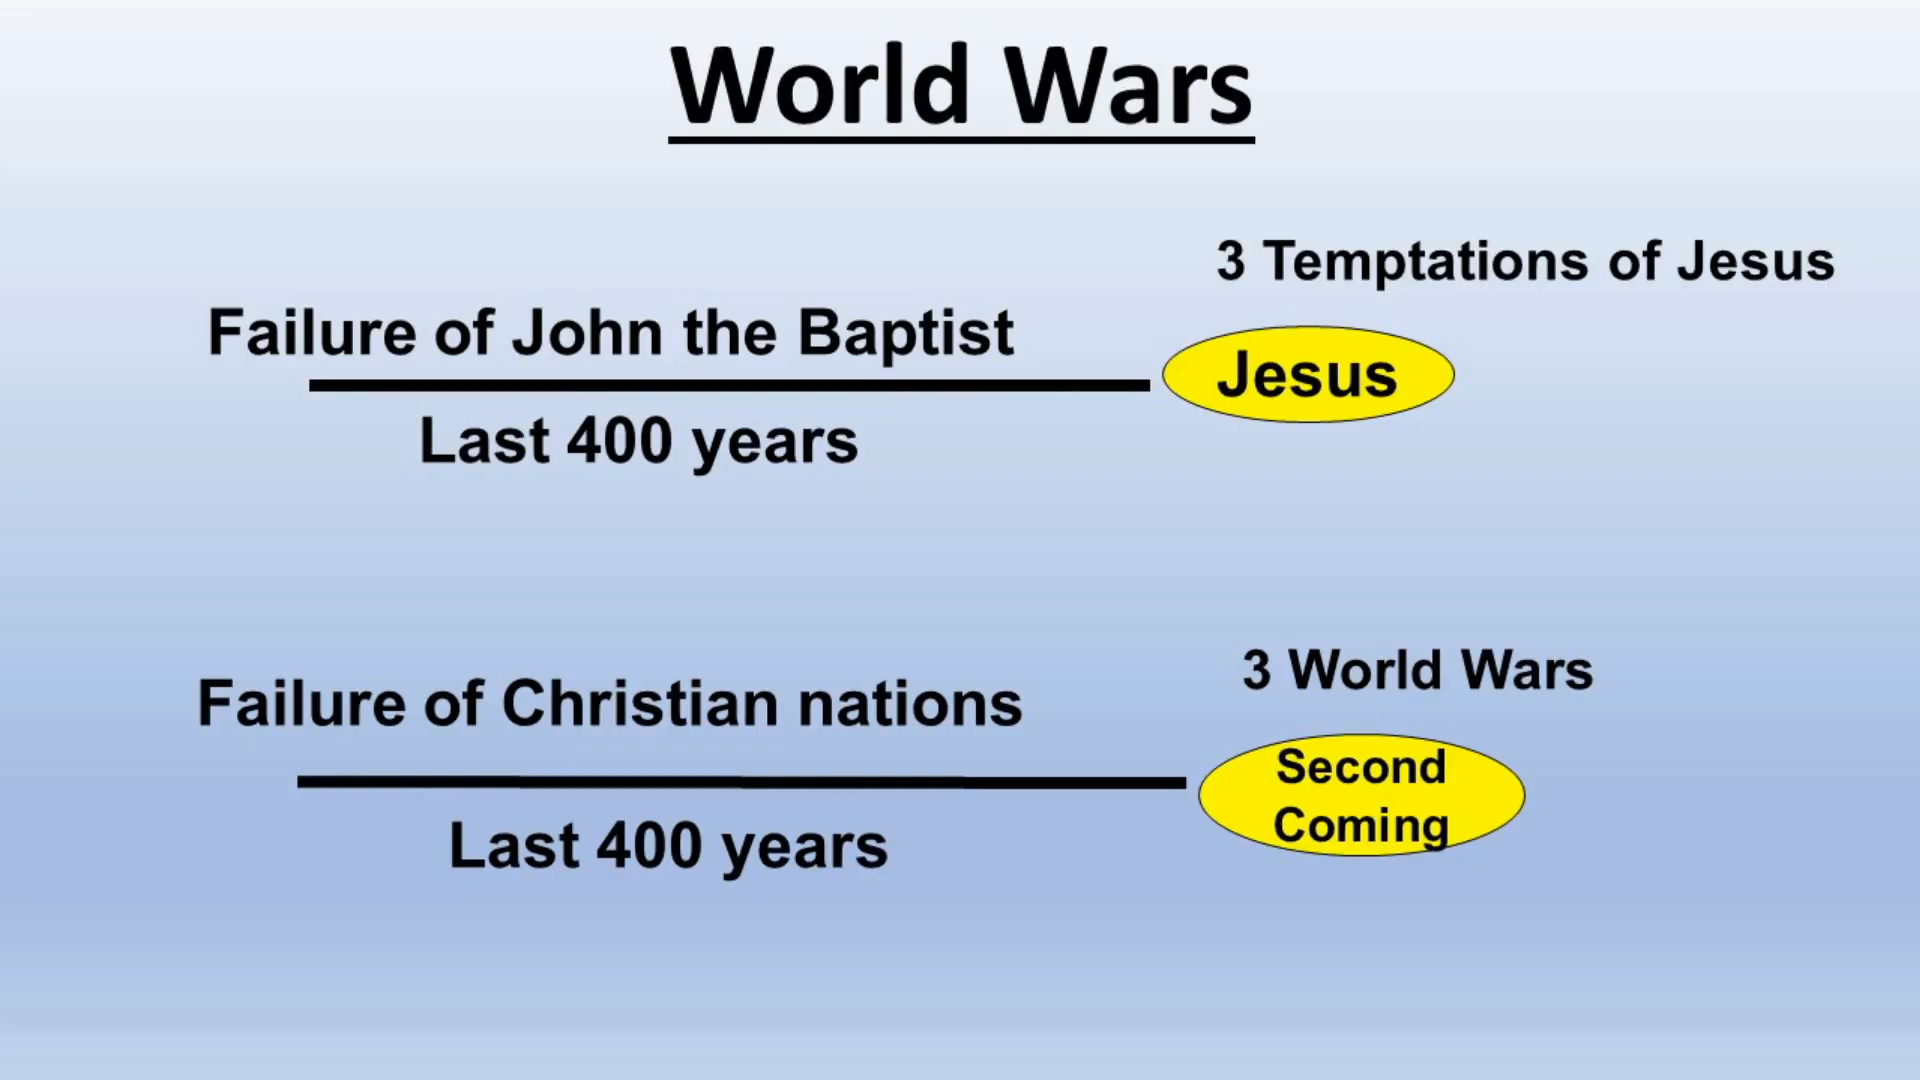 World Wars
3 Temptations of Jesus
Failure of John the Baptist
Jesus
Last 400 years
3 World Wars
Failure of Christian nations
Second
Coming
Last 400 years